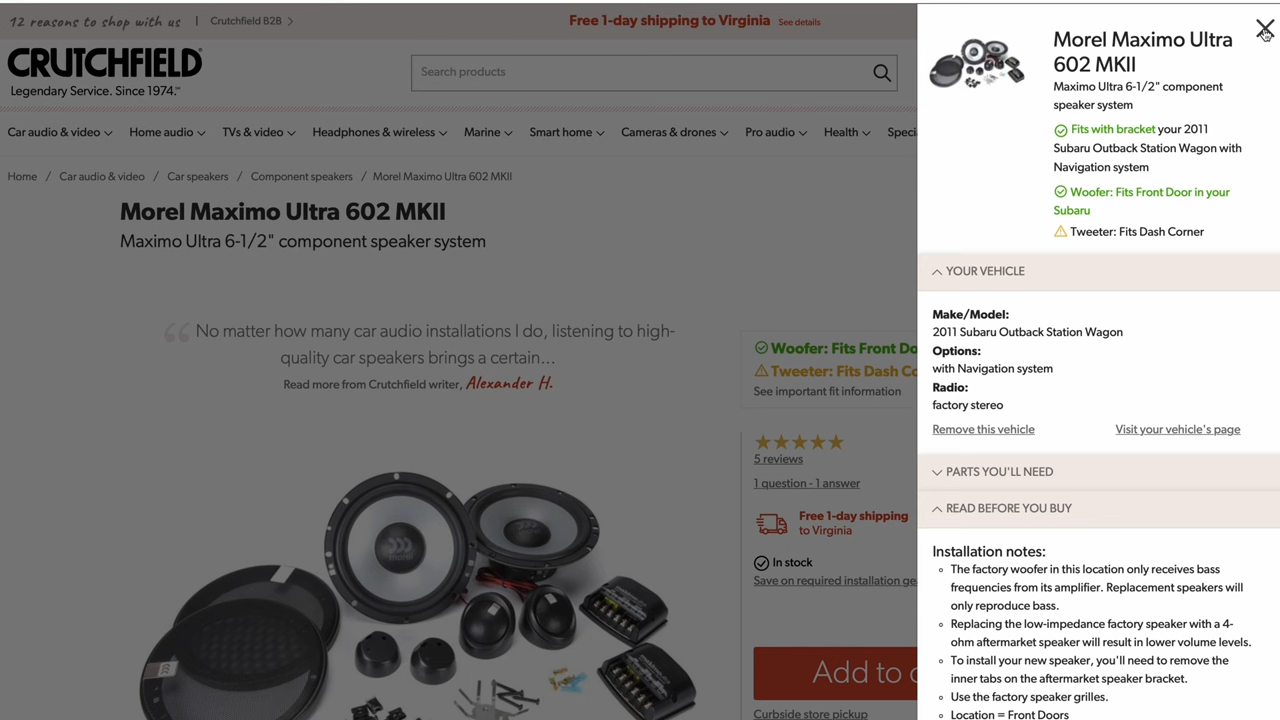 12 reasons to shop with us
Crutchfield B2B
Free 1-day shipping to Virginia See details
CRUTCHFIELD
Legendary Service. Since 1974.
Search products
Car audio & video
Home audio
TVs & video
Headphones & wireless
Marine
Smart home
Cameras & drones
Pro audio
Health
Home / Car audio & video / Car speakers / Component speakers / Morel Maximo Ultra 602 MKII
Morel Maximo Ultra 602 MKII
Maximo Ultra 6-1/2" component speaker system
“ No matter how many car audio installations I do, listening to high-
quality car speakers brings a certain...
Read more from Crutchfield writer, Alexander H.
Woofer: Fits Front Do
Tweeter: Fits Dash Co
See important fit information
5 reviews
1 question - 1 answer
Free 1-day shipping
to Virginia
In stock
Save on required installation ge
Add to c
Curbside store pickup
Morel Maximo Ultra
602 MKII
Maximo Ultra 6-1/2" component
speaker system
Fits with bracket your 2011
Subaru Outback Station Wagon with
Navigation system
Woofer: Fits Front Door in your
Subaru
Tweeter: Fits Dash Corner
YOUR VEHICLE
Make/Model:
2011 Subaru Outback Station Wagon
Options:
with Navigation system
Radio:
factory stereo
Remove this vehicle
Visit your vehicle's page
PARTS YOU'LL NEED
READ BEFORE YOU BUY
Installation notes:
The factory woofer in this location only receives bass
frequencies from its amplifier. Replacement speakers will
only reproduce bass.
Replacing the low-impedance factory speaker with a 4-
ohm aftermarket speaker will result in lower volume levels.
To install your new speaker, you'll need to remove the
inner tabs on the aftermarket speaker bracket.
Use the factory speaker grilles.
Location = Front Doors